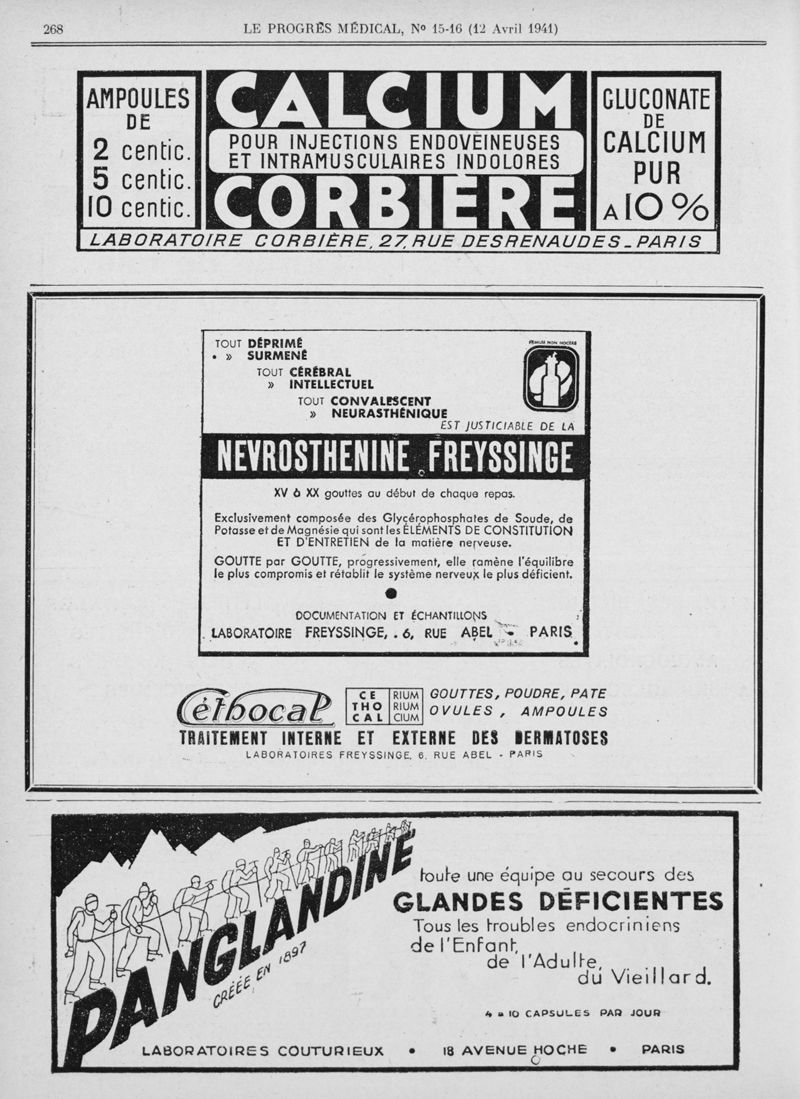 268
LE PROGRÈS MÉDICAL, No 15-16 (12 Avril 1941)
AMPOULES
DE
2 centic.
5 centic.
10 centic.
CALCIUM
POUR INJECTIONS ENDOVEINEUSES
ET INTRAMUSCULAIRES INDOLORES
CORBIÈRE
GLUCONATE
DE
CALCIUM
PUR
A 10 %
LABORATOIRE CORBIÈRE, 27, RUE DESRENAUDES - PARIS
TOUT DÉPRIMÉ
» SURMENÉ
TOUT CÉRÉBRAL
» INTELLECTUEL
TOUT CONVALESCENT
» NEURASTHÉNIQUE
STIMULE NON NOCERE
EST JUSTICIABLE DE LA
NEVROSTHENINE FREYSSINGE
XV à XX gouttes au début de chaque repas.
Exclusivement composée des Glycérophosphates de Soude, de
Potasse et de Magnésie qui sont les ÉLÉMENTS DE CONSTITUTION
ET D'ENTRETIEN de la matière nerveuse.
GOUTTE par GOUTTE, progressivement, elle ramène l'équilibre
le plus compromis et rétablit le système nerveux le plus déficient.
DOCUMENTATION ET ÉCHANTILLONS
LABORATOIRE FREYSSINGE, . 6, RUE ABEL - PARIS
Céthocal
CE RIUM
THO RIUM
CAL CIUM
GOUTTES, POUDRE, PATE
OVULES, AMPOULES
TRAITEMENT INTERNE ET EXTERNE DES DERMATOSES
LABORATOIRES FREYSSINGE, 6, RUE ABEL - PARIS
PANGLANDINE
CRÉÉE EN 1897
toute une équipe au secours des
GLANDES DÉFICIENTES
Tous les troubles endocriniens
de l'Enfant,
de l'Adulte,
du Vieillard.
4 à 10 CAPSULES PAR JOUR
LABORATOIRES COUTURIEUX • 18 AVENUE HOCHE • PARIS